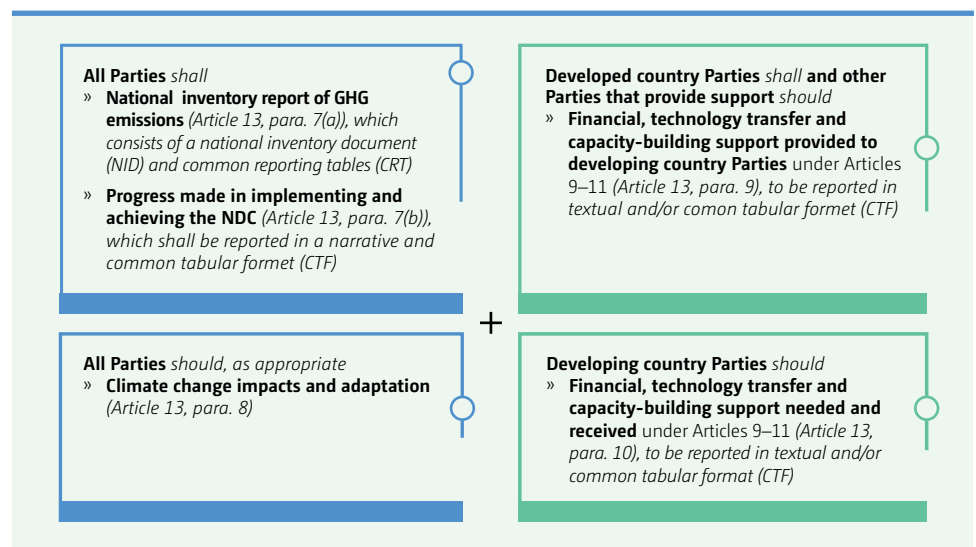 All Parties shall
» National inventory report of GHG
emissions (Article 13, para. 7(a)), which
consists of a national inventory document
(NID) and common reporting tables (CRT)
» Progress made in implementing and
achieving the NDC (Article 13, para. 7(b)),
which shall be reported in a narrative and
common tabular formet (CTF)
Developed country Parties shall and other
Parties that provide support should
» Financial, technology transfer and
capacity-building support provided to
developing country Parties under Articles
9–11 (Article 13, para. 9), to be reported in
textual and/or comon tabular formet (CTF)
+
All Parties should, as appropriate
» Climate change impacts and adaptation
(Article 13, para. 8)
Developing country Parties should
» Financial, technology transfer and
capacity-building support needed and
received under Articles 9–11 (Article 13,
para. 10), to be reported in textual and/or
common tabular format (CTF)